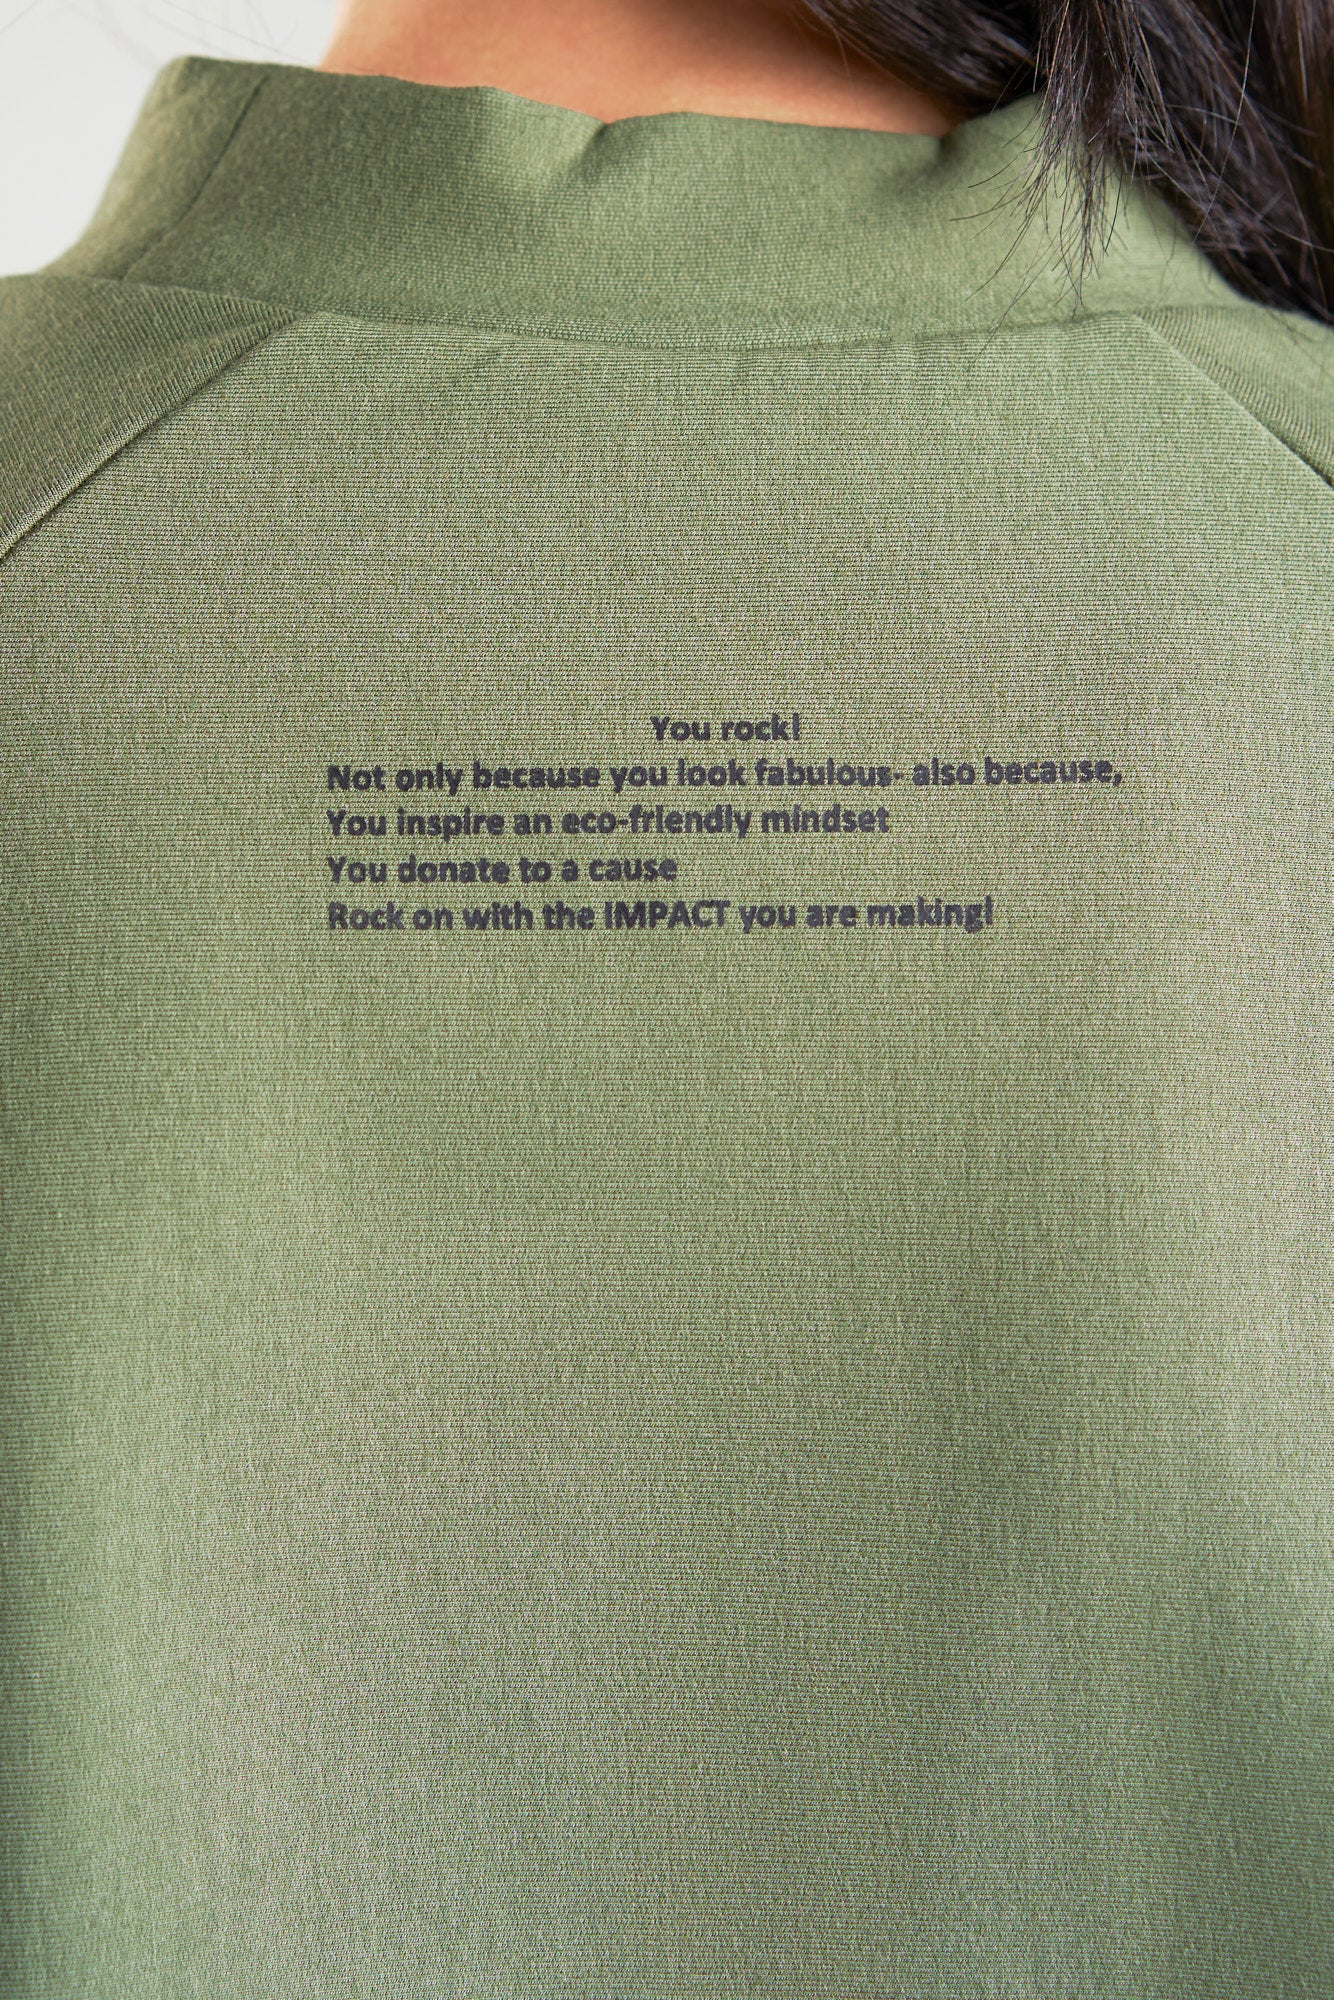 You rock!
Not only because you look fabulous- also because,
You inspire an eco-friendly mindset
You donate to a cause
Rock on with the IMPACT you are making!